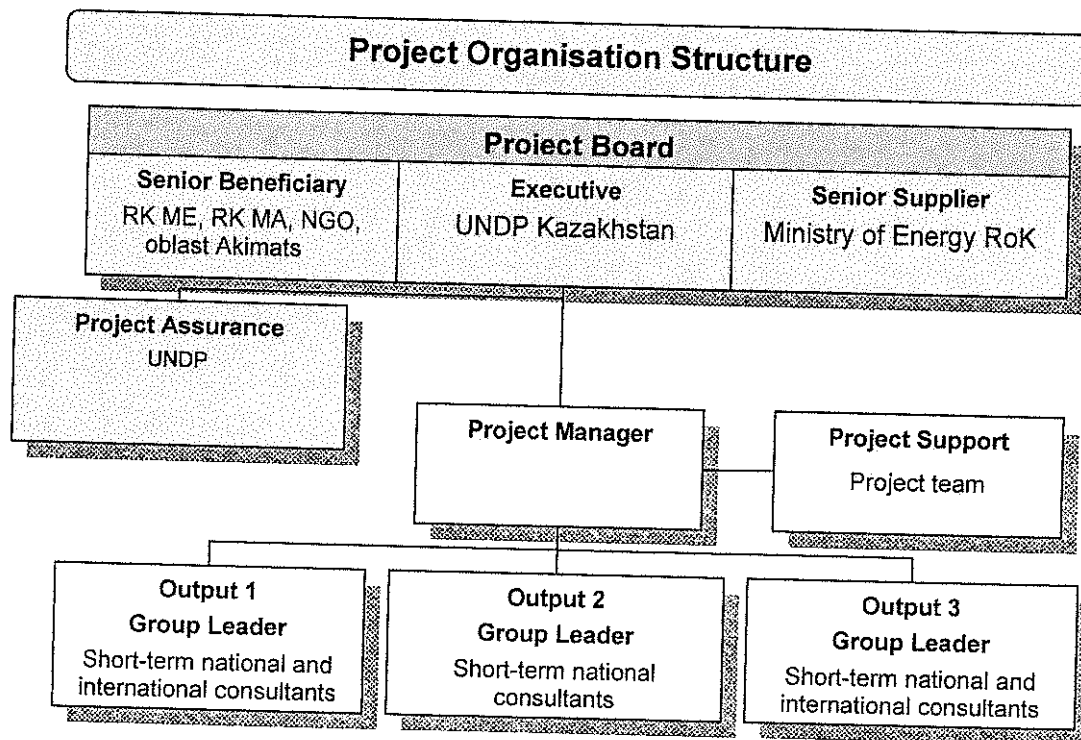 Project Organisation Structure
Project Board
Senior Beneficiary
RK ME, RK MA, NGO,
oblast Akimats
Executive
UNDP Kazakhstan
Senior Supplier
Ministry of Energy RoK
Project Assurance
UNDP
Project Manager
Project Support
Project team
Output 1
Group Leader
Short-term national and
international consultants
Output 2
Group Leader
Short-term national
consultants
Output 3
Group Leader
Short-term national and
international consultants